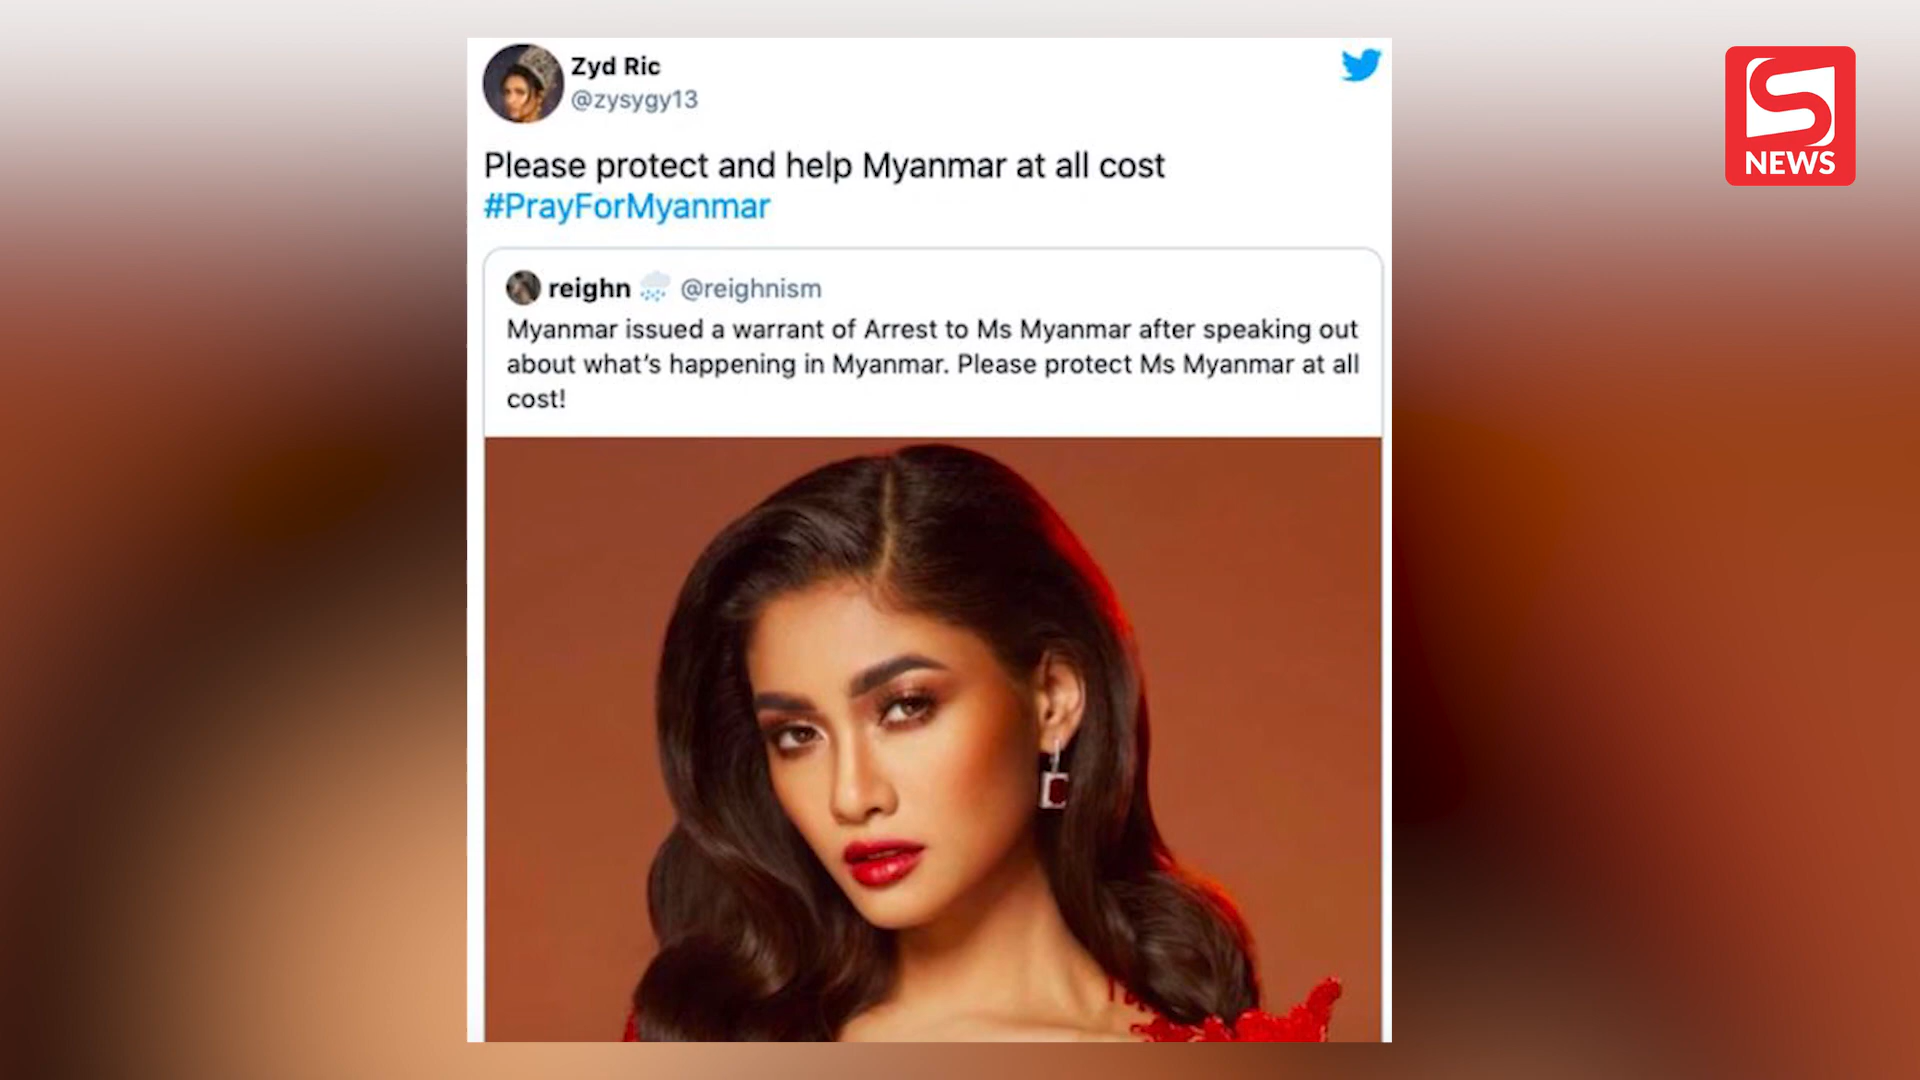 Zyd Ric
@zysygy13
Please protect and help Myanmar at all cost
#PrayForMyanmar
reighn @reighnism
Myanmar issued a warrant of Arrest to Ms Myanmar after speaking out
about what's happening in Myanmar. Please protect Ms Myanmar at all
cost!
S
NEWS